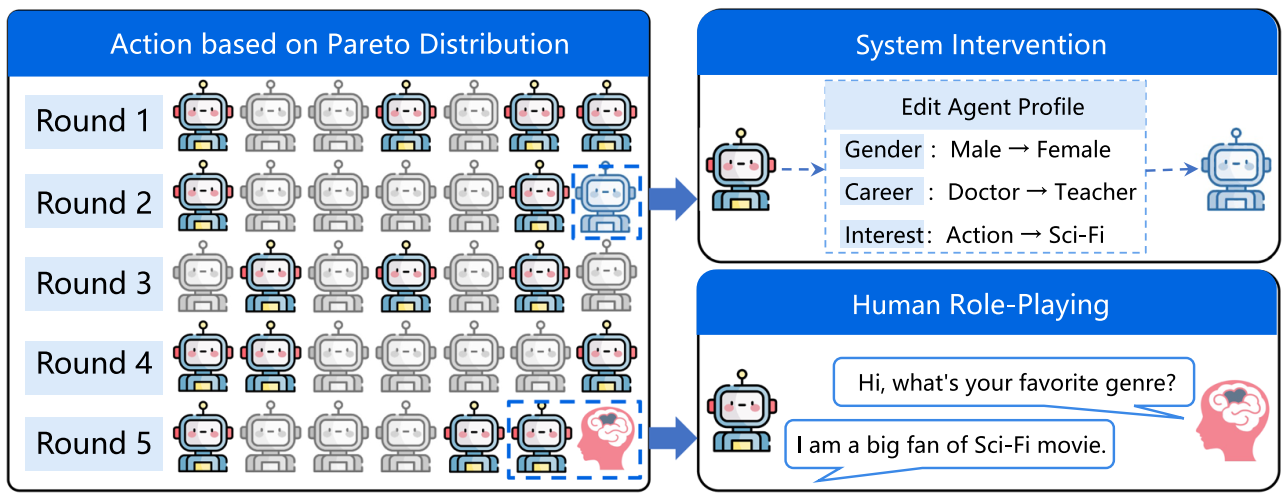 Action based on Pareto Distribution
Round 1
Round 2
Round 3
Round 4
Round 5
System Intervention
Edit Agent Profile
Gender : Male → Female
Career : Doctor → Teacher
Interest: Action → Sci-Fi
Human Role-Playing
Hi, what's your favorite genre?
I am a big fan of Sci-Fi movie.